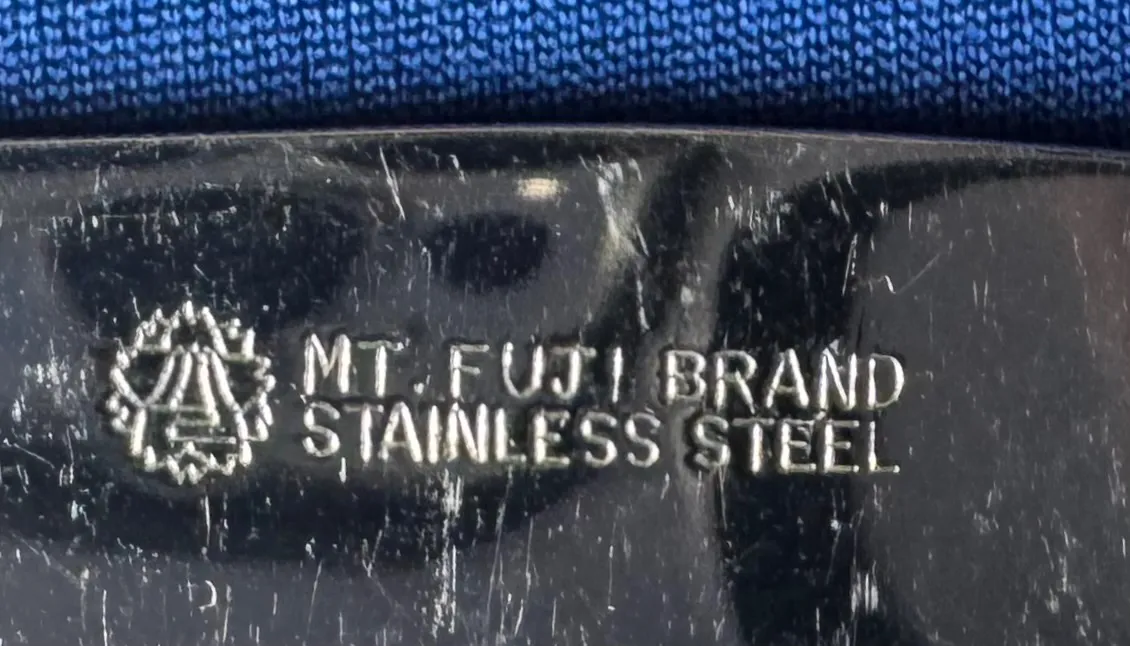 MT. FUJI BRAND
STAINLESS STEEL